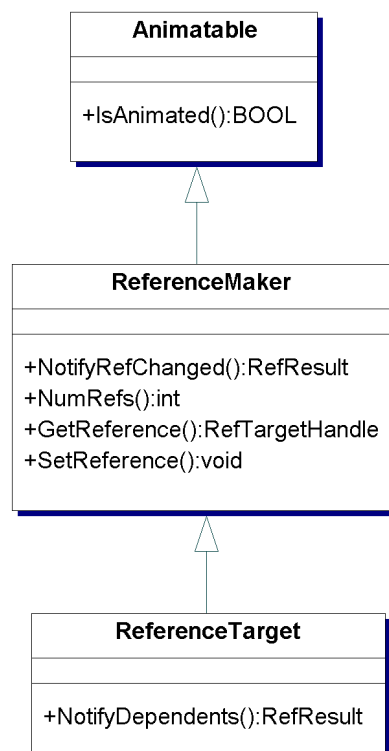 Animatable
+IsAnimated():BOOL
ReferenceMaker
+NotifyRefChanged():RefResult
+NumRefs():int
+GetReference():RefTargetHandle
+SetReference():void
ReferenceTarget
+NotifyDependents():RefResult